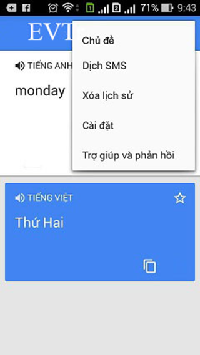 71% 9:43
EVT
Chủ đề
TIẾNG ANH
Dịch SMS
monday
Xóa lịch sử
Cài đặt
Trợ giúp và phản hồi
TIẾNG VIỆT
Thứ Hai